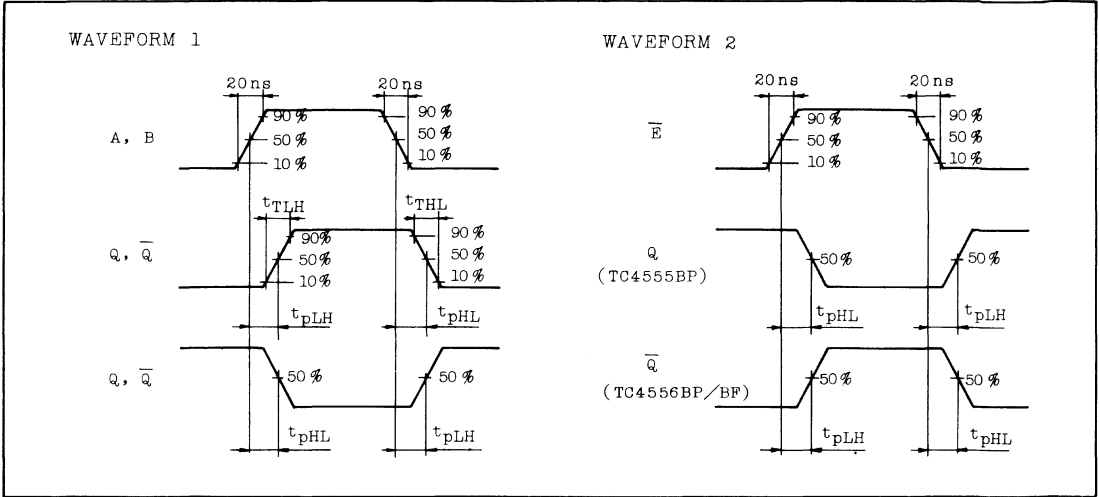 WAVEFORM 1
20ns 20ns
A, B
90%
50%
10%
90%
50%
10%
tTLH tTHL
Q, Q̅
90%
50%
10%
90%
50%
10%
tpLH tpHL
Q, Q̅
50%
50%
tpHL tpLH
WAVEFORM 2
20ns 20ns
E̅
90%
50%
10%
90%
50%
10%
Q
(TC4555BP)
50%
50%
tpHL tpLH
Q̅
(TC4556BP/BF)
50%
50%
tpLH tpHL